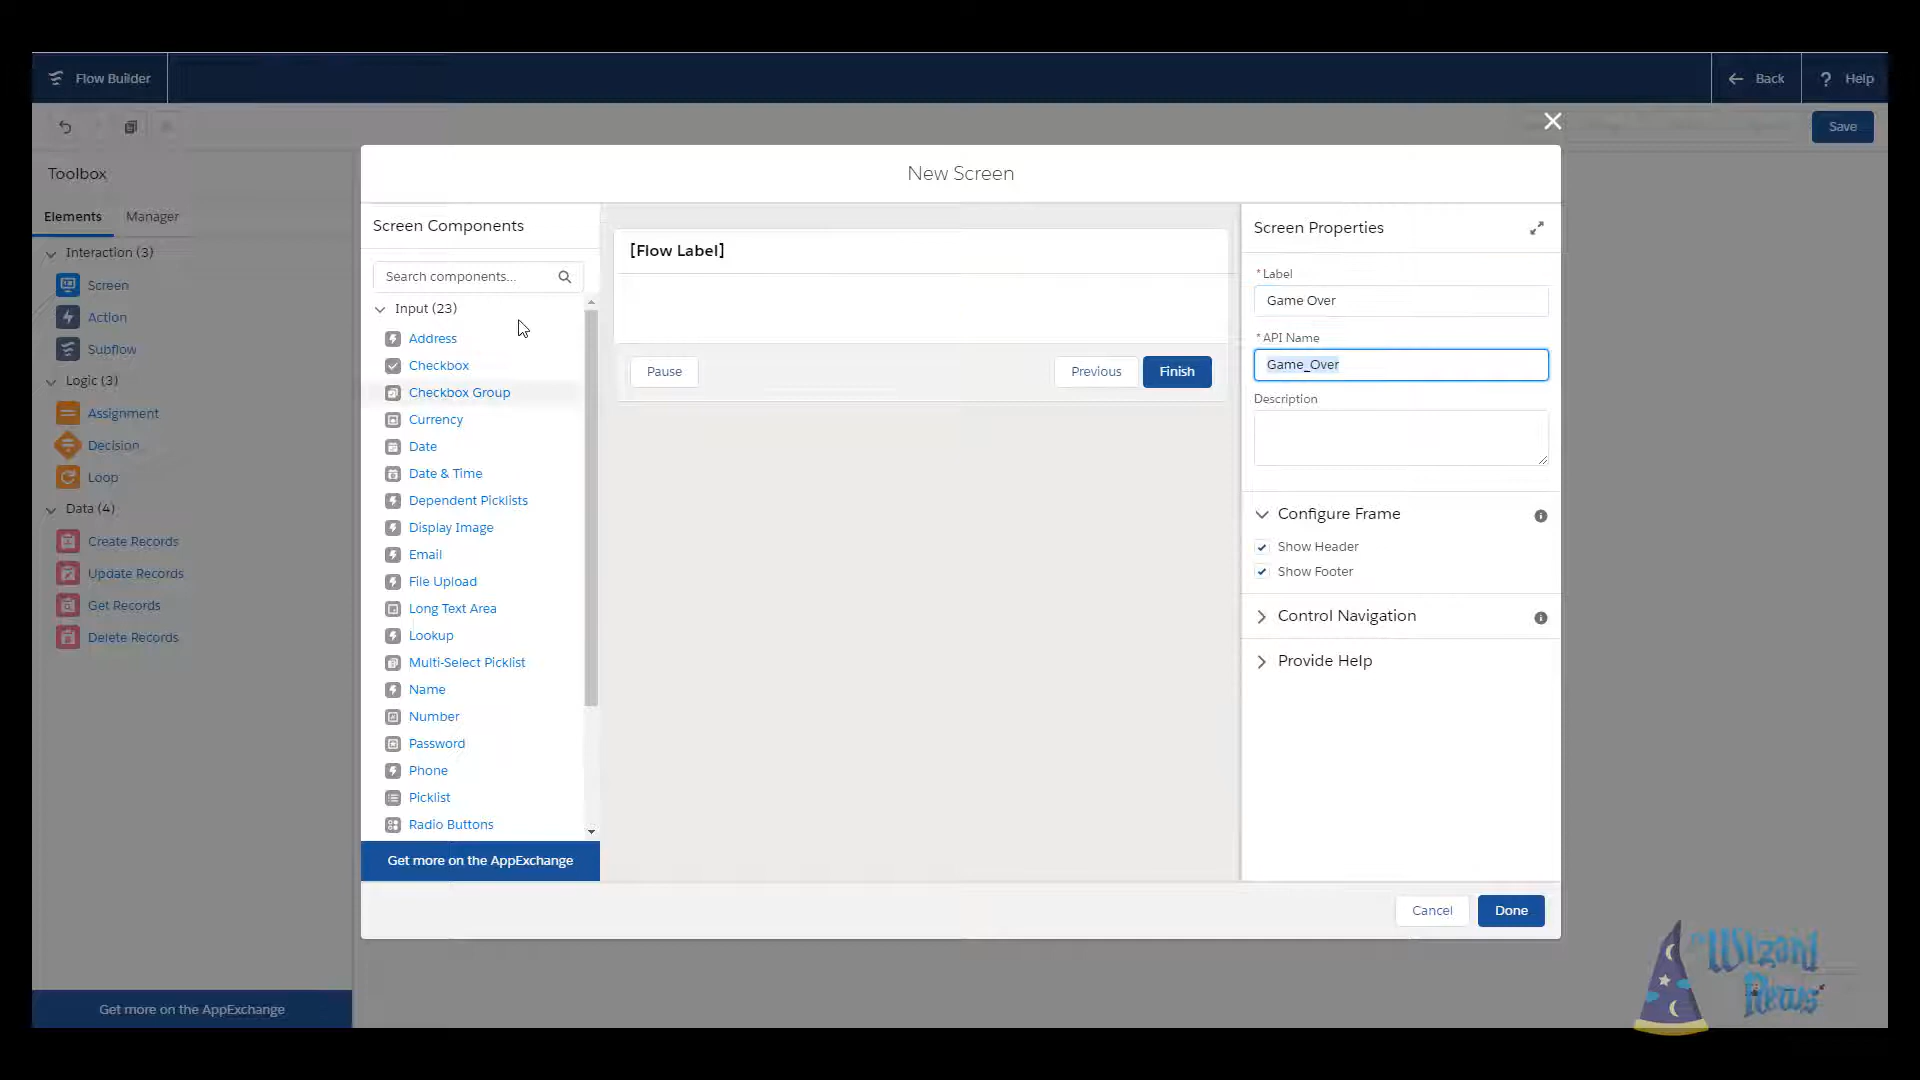 Flow Builder
Back
? Help
Save
Toolbox
Elements
Manager
Interaction (3)
Screen
Action
Subflow
Logic (3)
Assignment
Decision
Loop
Data (4)
Create Records
Update Records
Get Records
Delete Records
Get more on the AppExchange
New Screen
Screen Components
Search components...
Input (23)
Address
Checkbox
Checkbox Group
Currency
Date
Date & Time
Dependent Picklists
Display Image
Email
File Upload
Long Text Area
Lookup
Multi-Select Picklist
Name
Number
Password
Phone
Picklist
Radio Buttons
Get more on the AppExchange
[Flow Label]
Pause
Previous
Finish
Screen Properties
*Label
Game Over
*API Name
Game_Over
Description
Configure Frame
Show Header
Show Footer
Control Navigation
Provide Help
Cancel
Done
Wizard
News